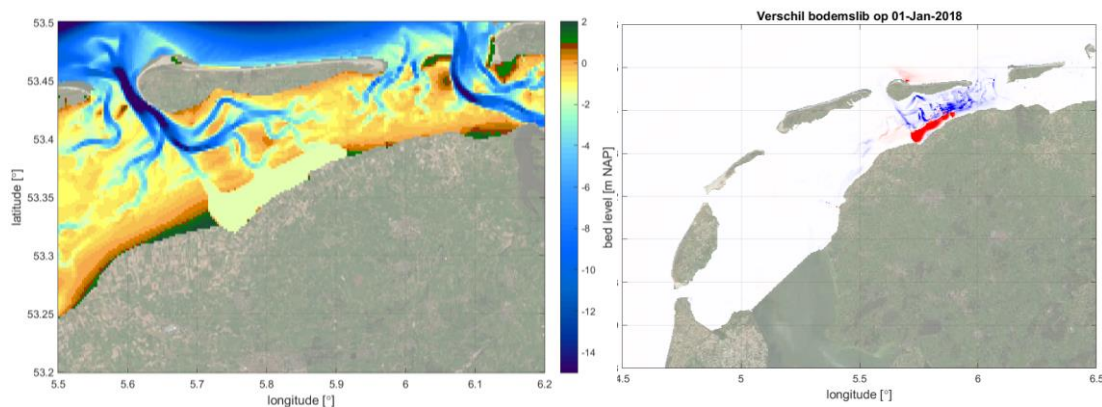 53.5
53.45
53.4
53.35
53.3
53.25
53.2
latitude [°]
5.5 5.6 5.7 5.8 5.9 6 6.1 6.2
longitude [°]
2
0
-2
-4
-6
-8
-10
-12
-14
bed level [m NAP]
Verschil bodemslib op 01-Jan-2018
4.5 5 5.5 6 6.5
longitude [°]